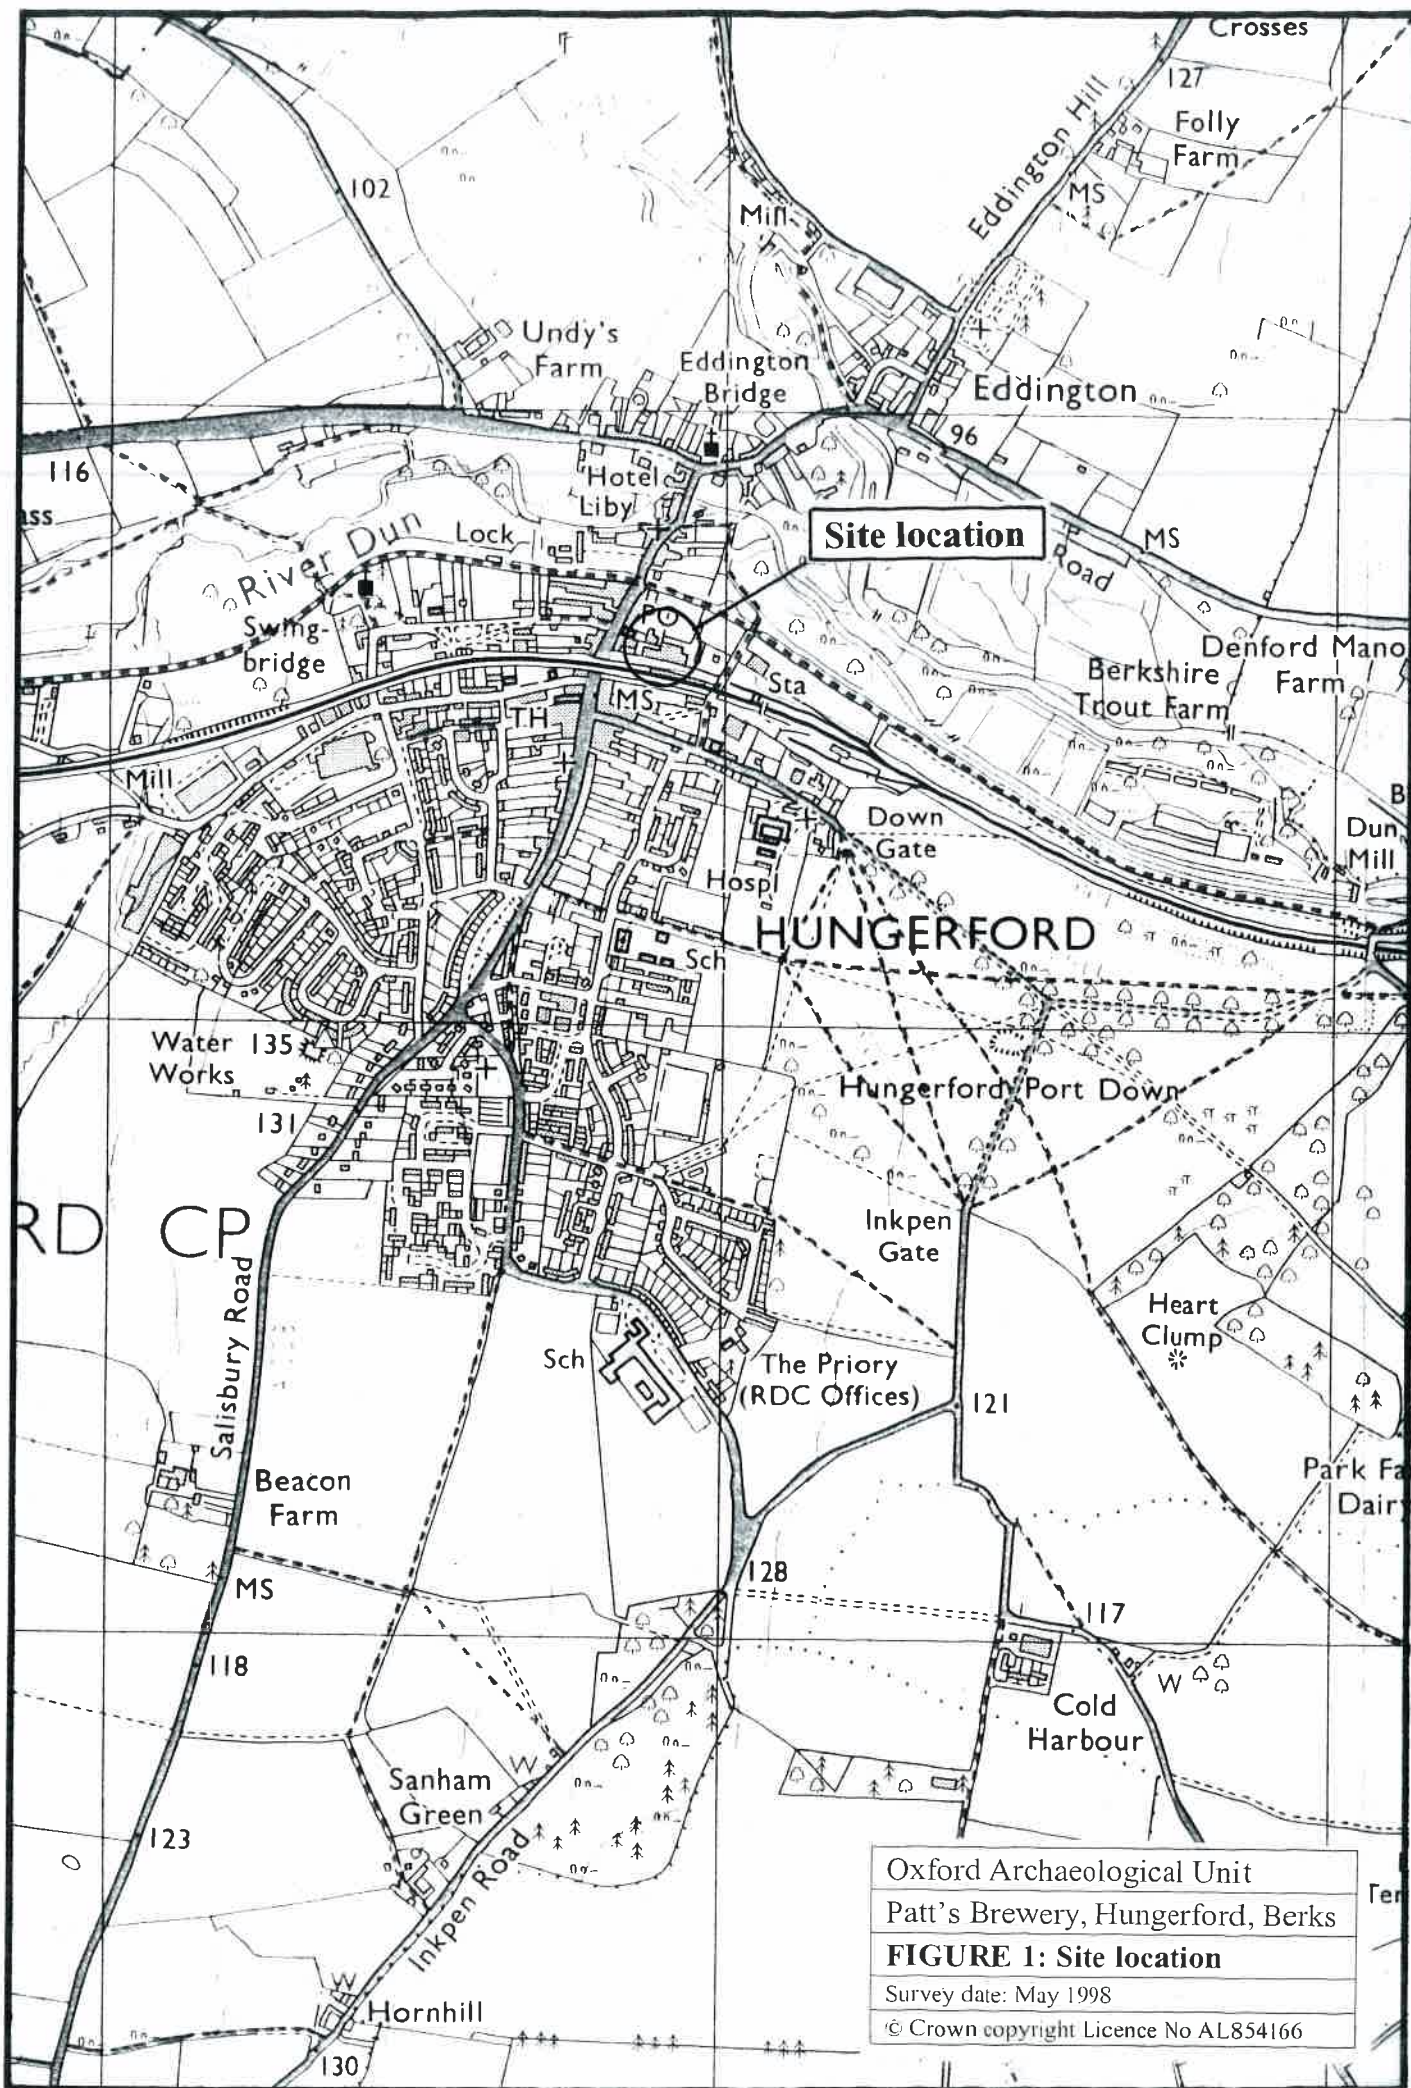 Crosses
127
Folly
Farm
Eddington Hill
MS
102
Mill
Undy's
Farm
Eddington
Bridge
Eddington
96
116
Hotel
Liby
ass
Lock
River Dun
Site location
MS
Road
Swing-
bridge
Denford Mano
Farm
Berkshire
Trout Farm
Sta
MS
TH
Mill
Down
Gate
B
Dun
Mill
Hospl
HUNGERFORD
Sch
Water
Works
135
131
Hungerford Port Down
RD CP
Inkpen
Gate
Salisbury Road
Heart
Clump
Sch
The Priory
(RDC Offices)
121
Beacon
Farm
Park Fa
Dairy
MS
128
117
118
W
Cold
Harbour
W
Sanham
Green
123
Inkpen Road
W
Hornhill
130
Ter
Oxford Archaeological Unit
Patt's Brewery, Hungerford, Berks
FIGURE 1: Site location
Survey date: May 1998
© Crown copyright Licence No AL854166